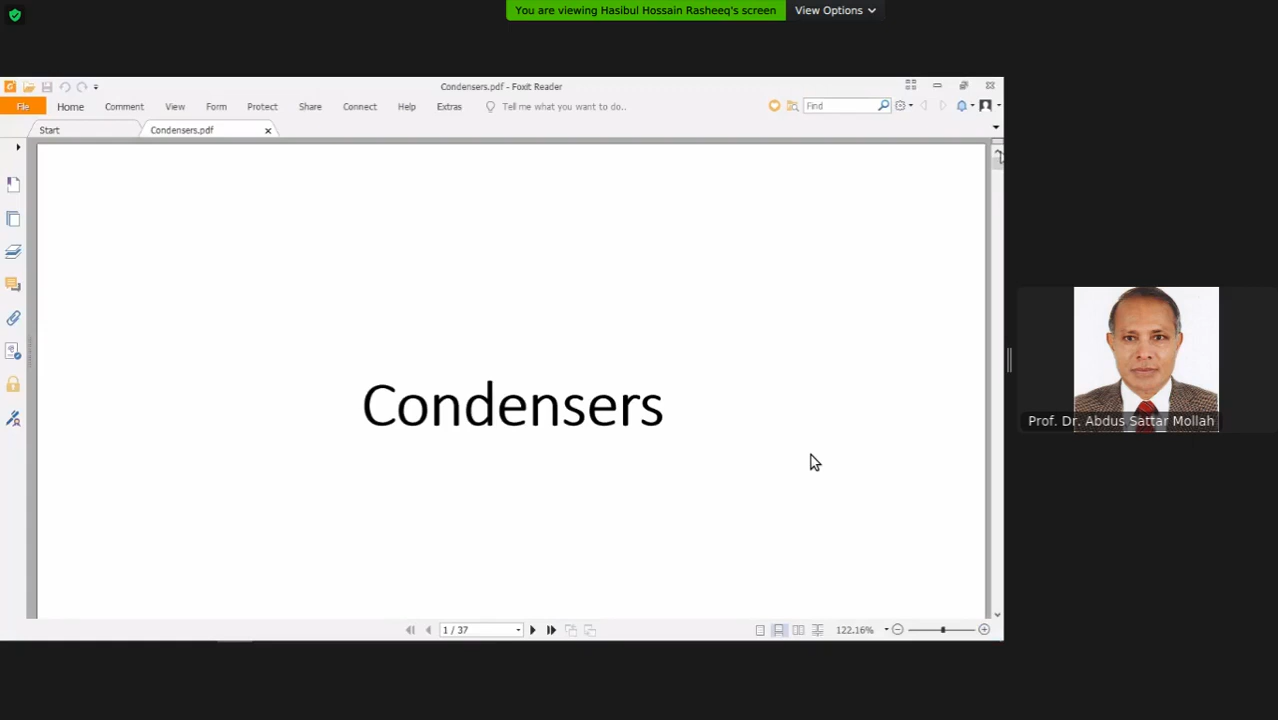 You are viewing Hasibul Hossain Rasheeq's screen
View Options
Condensers.pdf - Foxit Reader
File Home Comment View Form Protect Share Connect Help Extras Tell me what you want to do.. Find
Start Condensers.pdf
Condensers
Prof. Dr. Abdus Sattar Mollah
1 / 37
122.16%